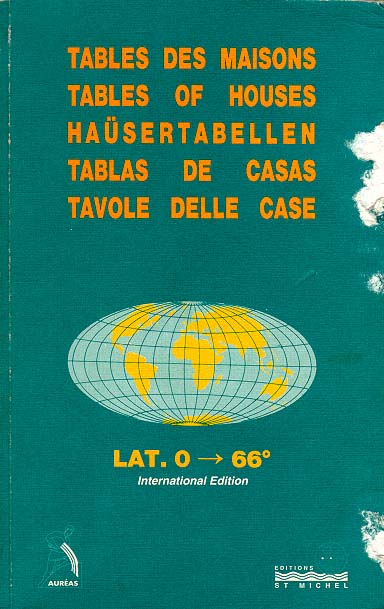 TABLES DES MAISONS
TABLES OF HOUSES
HAÜSERTABELLEN
TABLAS DE CASAS
TAVOLE DELLE CASE
LAT. 0 → 66°
International Edition
AURÉAS
EDITIONS
ST MICHEL